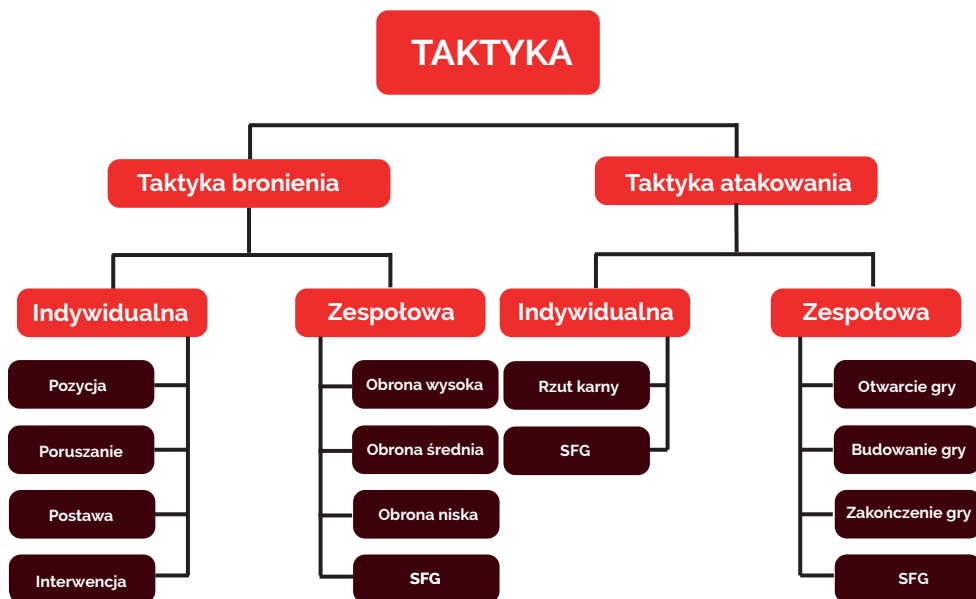 TAKTYKA
Taktyka bronienia
Taktyka atakowania
Indywidualna
Zespołowa
Indywidualna
Zespołowa
Pozycja
Poruszanie
Postawa
Interwencja
Obrona wysoka
Obrona średnia
Obrona niska
SFG
Rzut karny
SFG
Otwarcie gry
Budowanie gry
Zakończenie gry
SFG